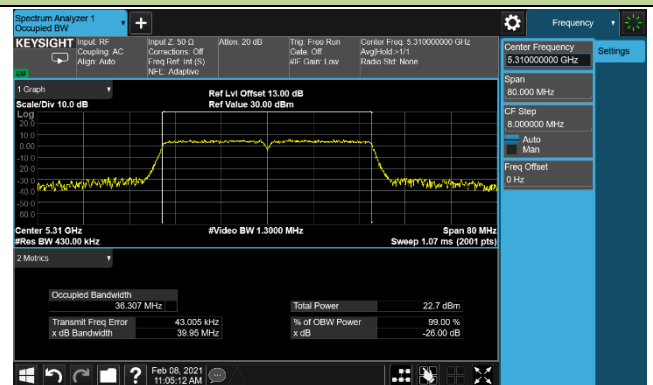 Spectrum Analyzer 1
Occupied BW
Frequency
KEYSIGHT
Input: RF
Coupling: AC
Align: Auto
Input Z: 50 Ω
Corrections: Off
Freq Ref: Int (S)
NFE: Adaptive
Atten: 20 dB
Trig: Free Run
Gate: Off
#IF Gain: Low
Center Freq: 5.310000000 GHz
Avg|Hold:>1/1
Radio Std: None
LXI
1 Graph
Scale/Div 10.0 dB
Ref Lvl Offset 13.00 dB
Ref Value 30.00 dBm
Log
20.0
10.0
0.00
-10.0
-20.0
-30.0
-40.0
-50.0
-60.0
Center 5.31 GHz
#Res BW 430.00 kHz
#Video BW 1.3000 MHz
Span 80 MHz
Sweep 1.07 ms (2001 pts)
2 Metrics
Occupied Bandwidth
36.307 MHz
Transmit Freq Error 43.005 kHz
x dB Bandwidth 39.95 MHz
Total Power 22.7 dBm
% of OBW Power 99.00 %
x dB -26.00 dB
Center Frequency
5.310000000 GHz
Settings
Span
80.000 MHz
CF Step
8.000000 MHz
Auto
Man
Freq Offset
0 Hz
?
Feb 08, 2021
11:05:12 AM